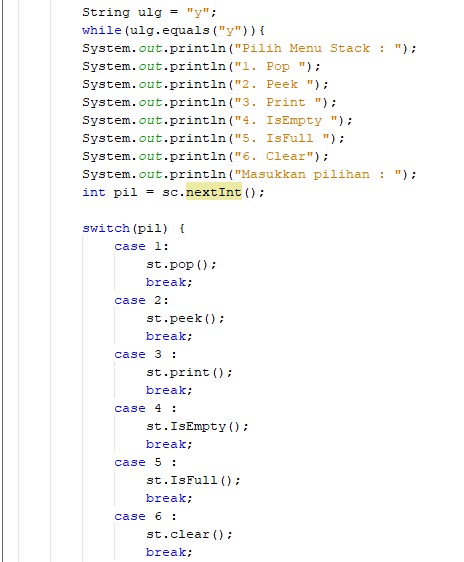 String ulg = "y";
while(ulg.equals("y")){
System.out.println("Pilih Menu Stack : ");
System.out.println("1. Pop ");
System.out.println("2. Peek ");
System.out.println("3. Print ");
System.out.println("4. IsEmpty ");
System.out.println("5. IsFull ");
System.out.println("6. Clear");
System.out.println("Masukkan pilihan : ");
int pil = sc.nextInt();
switch(pil) {
case 1:
st.pop();
break;
case 2:
st.peek();
break;
case 3 :
st.print();
break;
case 4 :
st.IsEmpty();
break;
case 5 :
st.IsFull();
break;
case 6 :
st.clear();
break;